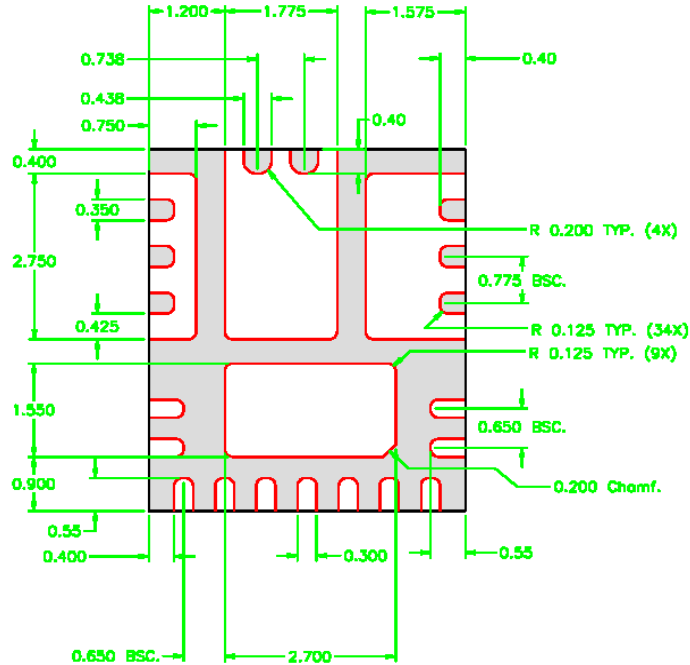 1.200 1.775 1.575
0.738 0.40
0.438
0.750 0.40
0.400
0.350
R 0.200 TYP. (4X)
2.750
0.775 BSC.
0.425
R 0.125 TYP. (34X)
R 0.125 TYP. (9X)
1.550
0.650 BSC.
0.900
0.200 Chamf.
0.55
0.400 0.300 0.55
0.650 BSC. 2.700